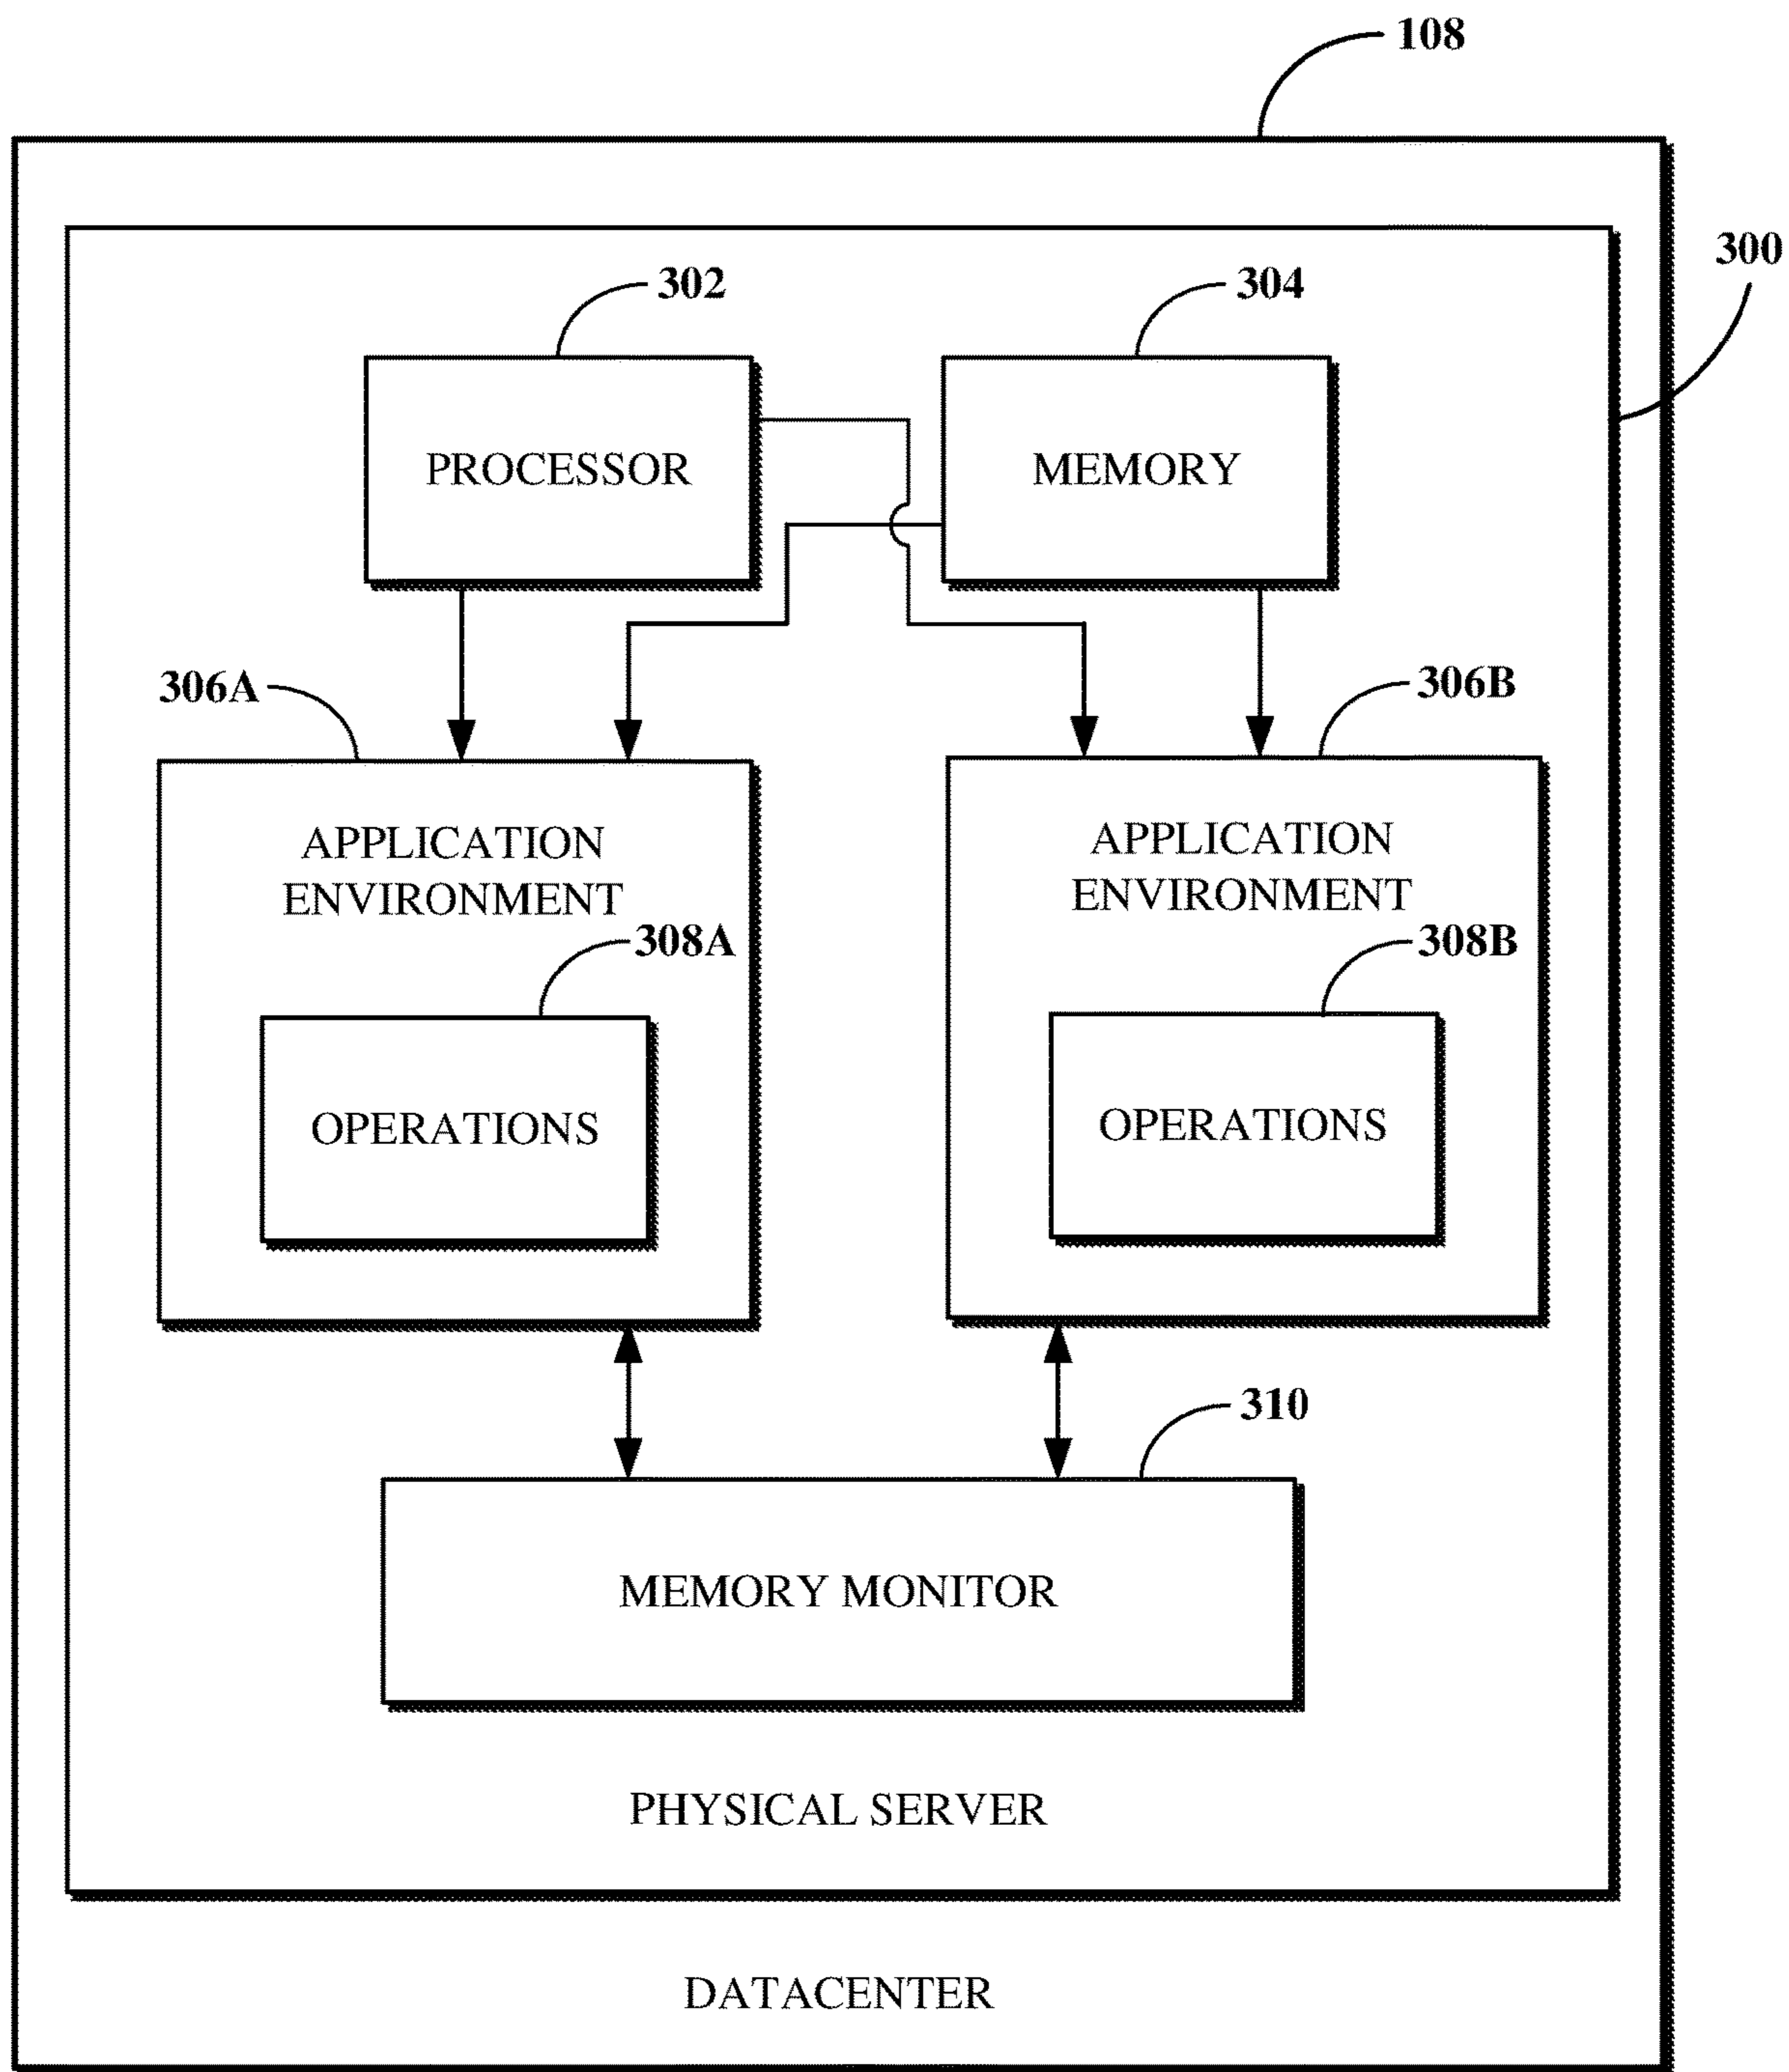 108
300
302
304
PROCESSOR
MEMORY
306A
306B
APPLICATION
ENVIRONMENT
APPLICATION
ENVIRONMENT
308A
308B
OPERATIONS
OPERATIONS
310
MEMORY MONITOR
PHYSICAL SERVER
DATACENTER